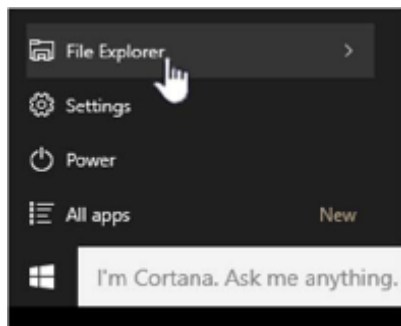 File Explorer
Settings
Power
All apps New
I'm Cortana. Ask me anything.